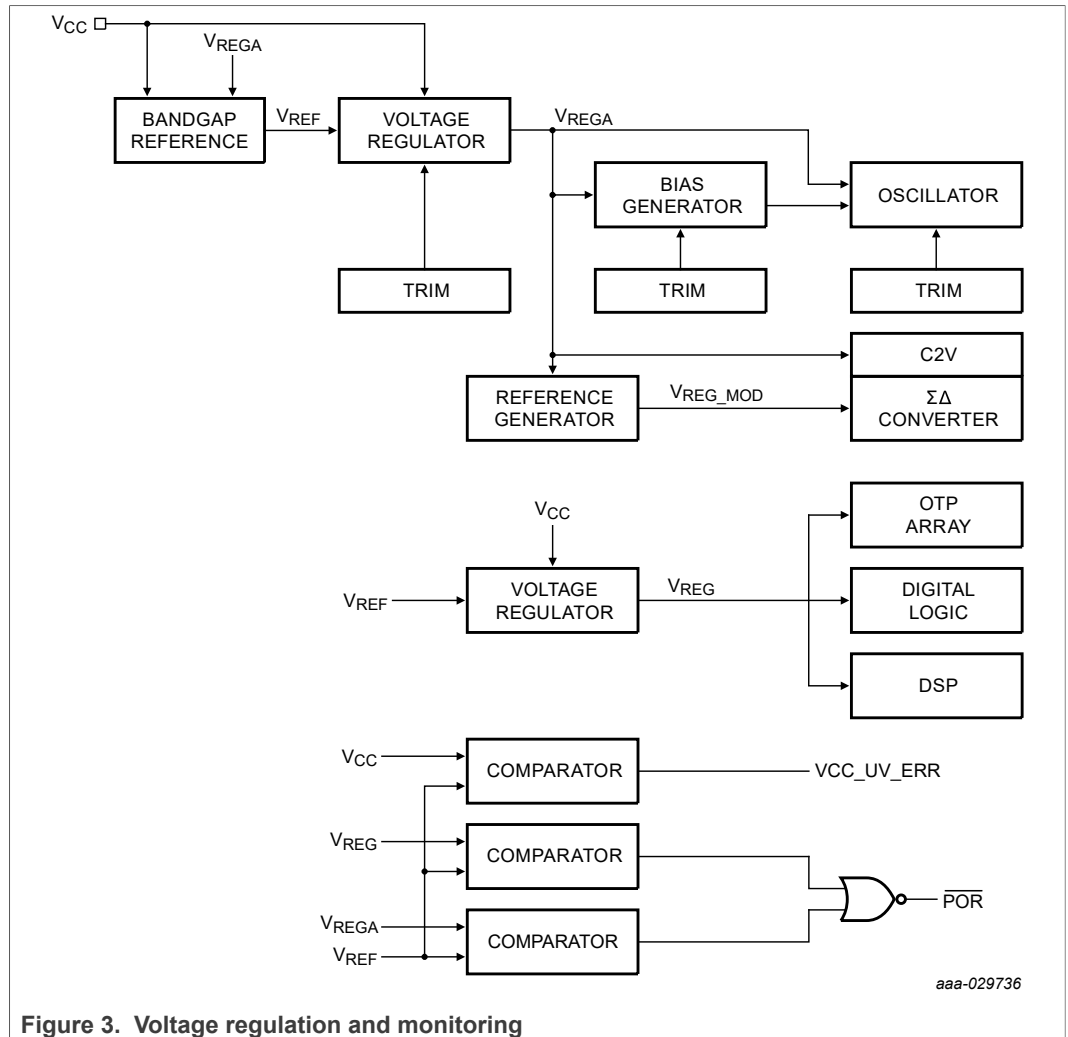 VCC
VREGA
BANDGAP
REFERENCE
VREF
VOLTAGE
REGULATOR
VREGA
BIAS
GENERATOR
OSCILLATOR
TRIM
TRIM
TRIM
C2V
REFERENCE
GENERATOR
VREG_MOD
ΣΔ
CONVERTER
VCC
OTP
ARRAY
VREF
VOLTAGE
REGULATOR
VREG
DIGITAL
LOGIC
DSP
VCC
COMPARATOR
VCC_UV_ERR
VREG
COMPARATOR
POR
VREGA
VREF
COMPARATOR
aaa-029736
Figure 3. Voltage regulation and monitoring